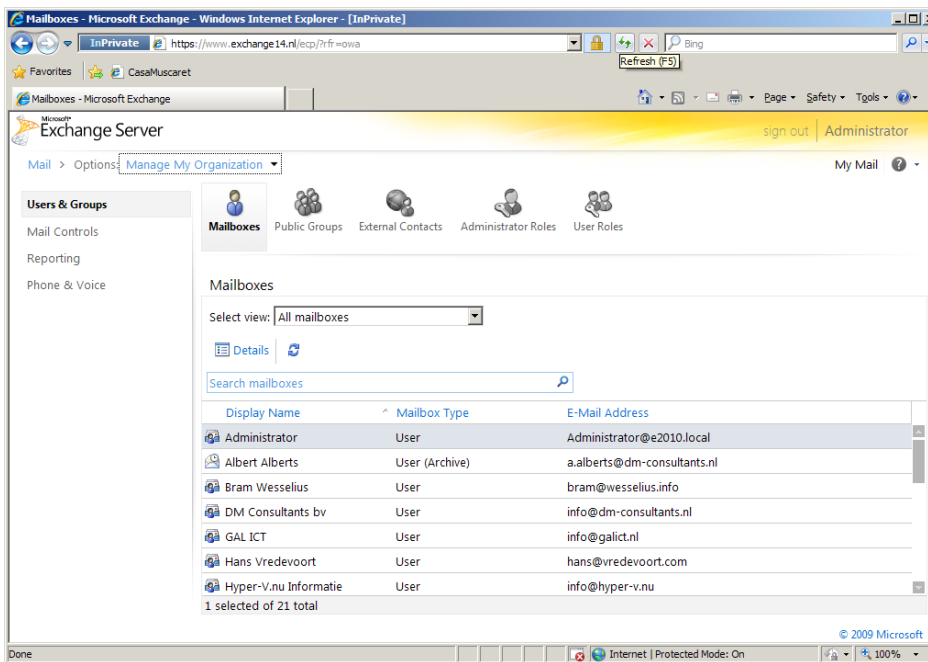 Mailboxes - Microsoft Exchange - Windows Internet Explorer - [InPrivate]
InPrivate https://www.exchange14.nl/ecp/?rfr=owa Bing
Refresh (F5)
Favorites CasaMuscaret
Mailboxes - Microsoft Exchange Page Safety Tools
Microsoft®
Exchange Server sign out Administrator
Mail > Options: Manage My Organization My Mail
Users & Groups
Mail Controls
Reporting
Phone & Voice
Mailboxes Public Groups External Contacts Administrator Roles User Roles
Mailboxes
Select view: All mailboxes
Details
Search mailboxes
Display Name Mailbox Type E-Mail Address
Administrator User Administrator@e2010.local
Albert Alberts User (Archive) a.alberts@dm-consultants.nl
Bram Wesselius User bram@wesselius.info
DM Consultants bv User info@dm-consultants.nl
GAL ICT User info@galict.nl
Hans Vredevoort User hans@vredevoort.com
Hyper-V.nu Informatie User info@hyper-v.nu
1 selected of 21 total
© 2009 Microsoft
Done Internet | Protected Mode: On 100%